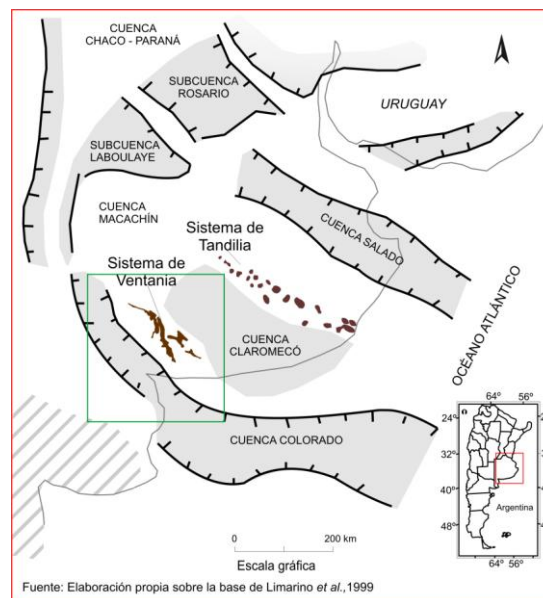 CUENCA
CHACO - PARANÁ
SUBCUENCA
ROSARIO
URUGUAY
SUBCUENCA
LABOULAYE
CUENCA
MACACHÍN
CUENCA SALADO
Sistema de
Tandilia
Sistema de
Ventania
CUENCA
CLAROMECÓ
OCÉANO ATLÁNTICO
CUENCA COLORADO
64° 56°
24°
32°
40°
48°
Argentina
64° 56°
0 200 km
Escala gráfica
Fuente: Elaboración propia sobre la base de Limarino et al.,1999